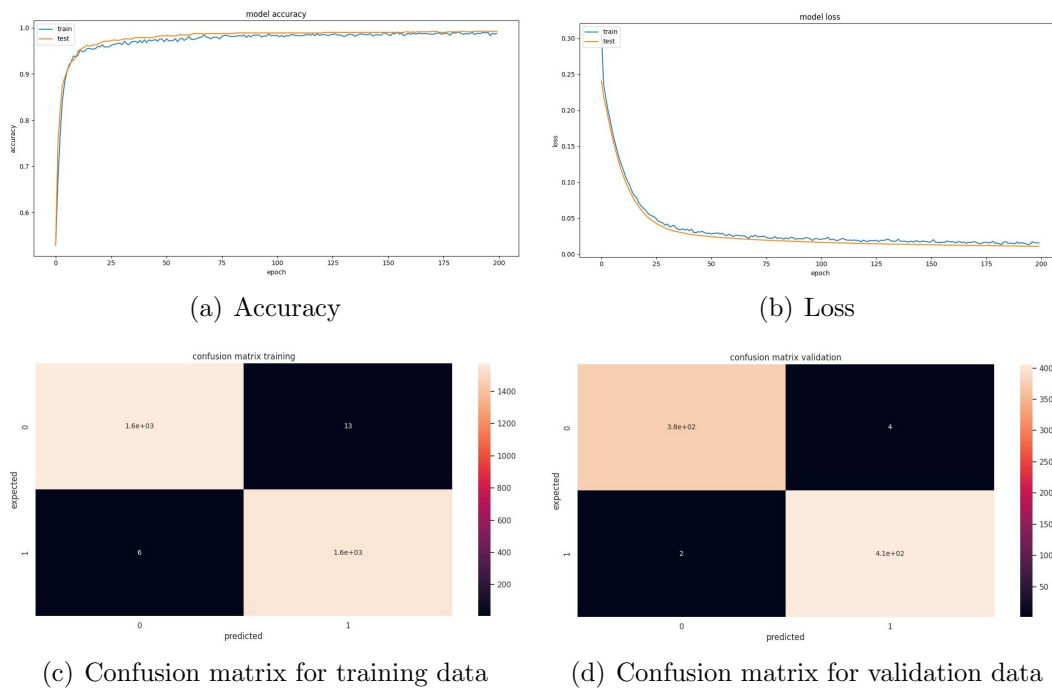 model accuracy
train
test
1.0
0.9
0.8
0.7
0.6
accuracy
0
25
50
75
100
125
150
175
200
epoch
(a) Accuracy
model loss
train
test
0.30
0.25
0.20
0.15
0.10
0.05
0.00
loss
0
25
50
75
100
125
150
175
200
epoch
(b) Loss
confusion matrix training
1.6e+03
13
6
1.6e+03
0
1
expected
0
1
predicted
1400
1200
1000
800
600
400
200
(c) Confusion matrix for training data
confusion matrix validation
3.8e+02
4
2
4.1e+02
0
1
expected
0
1
predicted
400
350
300
250
200
150
100
50
(d) Confusion matrix for validation data